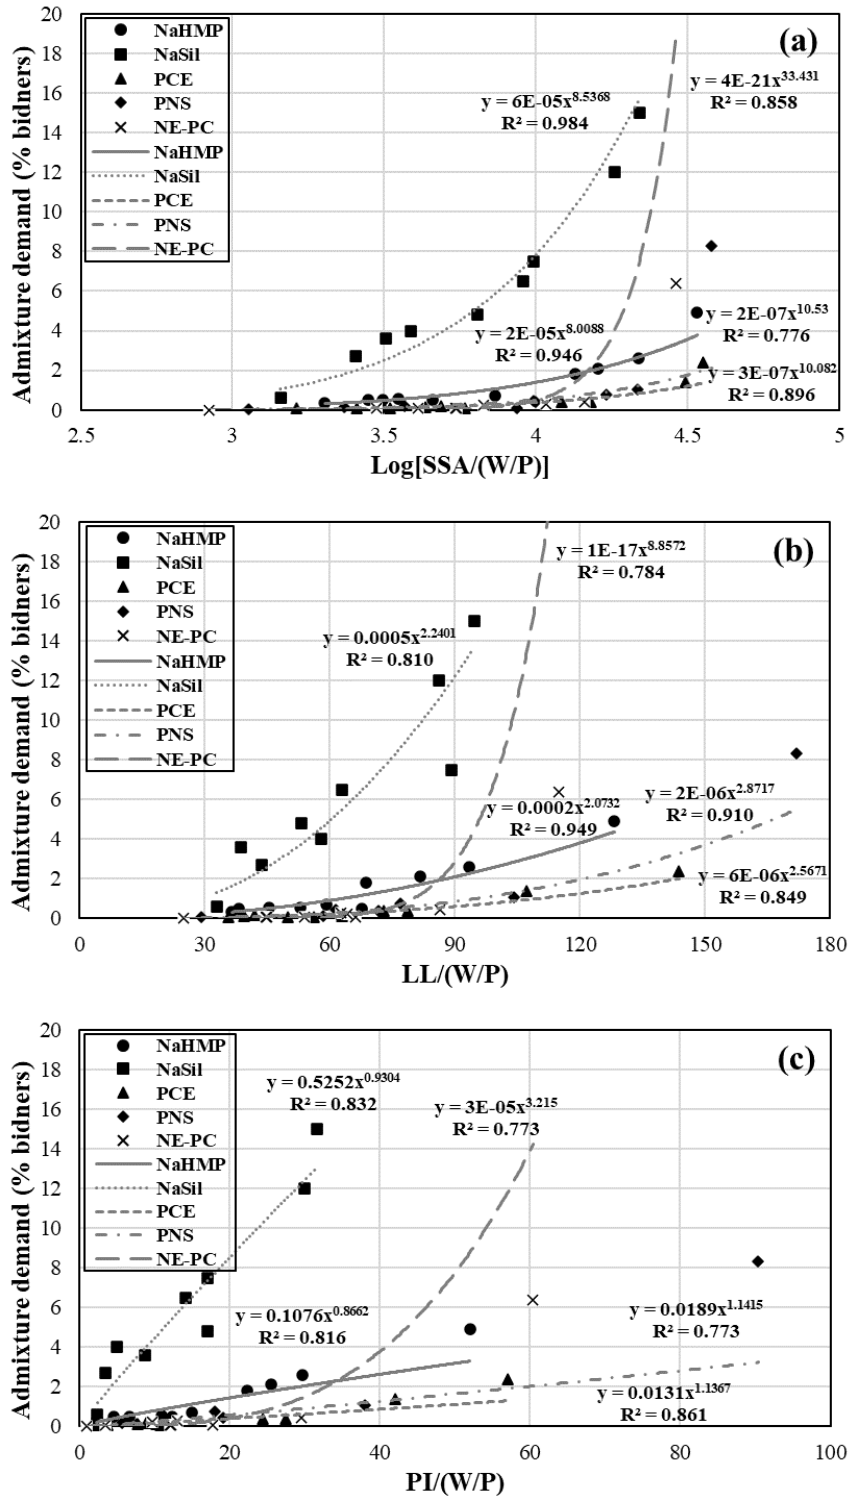 (a)
Admixture demand (% bidners)
20
18
16
14
12
10
8
6
4
2
0
NaHMP
NaSil
PCE
PNS
NE-PC
NaHMP
NaSil
PCE
PNS
NE-PC
y = 6E-05x^8.5368
R² = 0.984
y = 4E-21x^33.431
R² = 0.858
y = 2E-05x^8.0088
R² = 0.946
y = 2E-07x^10.53
R² = 0.776
y = 3E-07x^10.082
R² = 0.896
2.5 3 3.5 4 4.5 5
Log[SSA/(W/P)]
(b)
Admixture demand (% bidners)
20
18
16
14
12
10
8
6
4
2
0
NaHMP
NaSil
PCE
PNS
NE-PC
NaHMP
NaSil
PCE
PNS
NE-PC
y = 1E-17x^8.8572
R² = 0.784
y = 0.0005x^2.2401
R² = 0.810
y = 0.0002x^2.0732
R² = 0.949
y = 2E-06x^2.8717
R² = 0.910
y = 6E-06x^2.5671
R² = 0.849
0 30 60 90 120 150 180
LL/(W/P)
(c)
Admixture demand (% bidners)
20
18
16
14
12
10
8
6
4
2
0
NaHMP
NaSil
PCE
PNS
NE-PC
NaHMP
NaSil
PCE
PNS
NE-PC
y = 0.5252x^0.9304
R² = 0.832
y = 3E-05x^3.215
R² = 0.773
y = 0.1076x^0.8662
R² = 0.816
y = 0.0189x^1.1415
R² = 0.773
y = 0.0131x^1.1367
R² = 0.861
0 20 40 60 80 100
PI/(W/P)